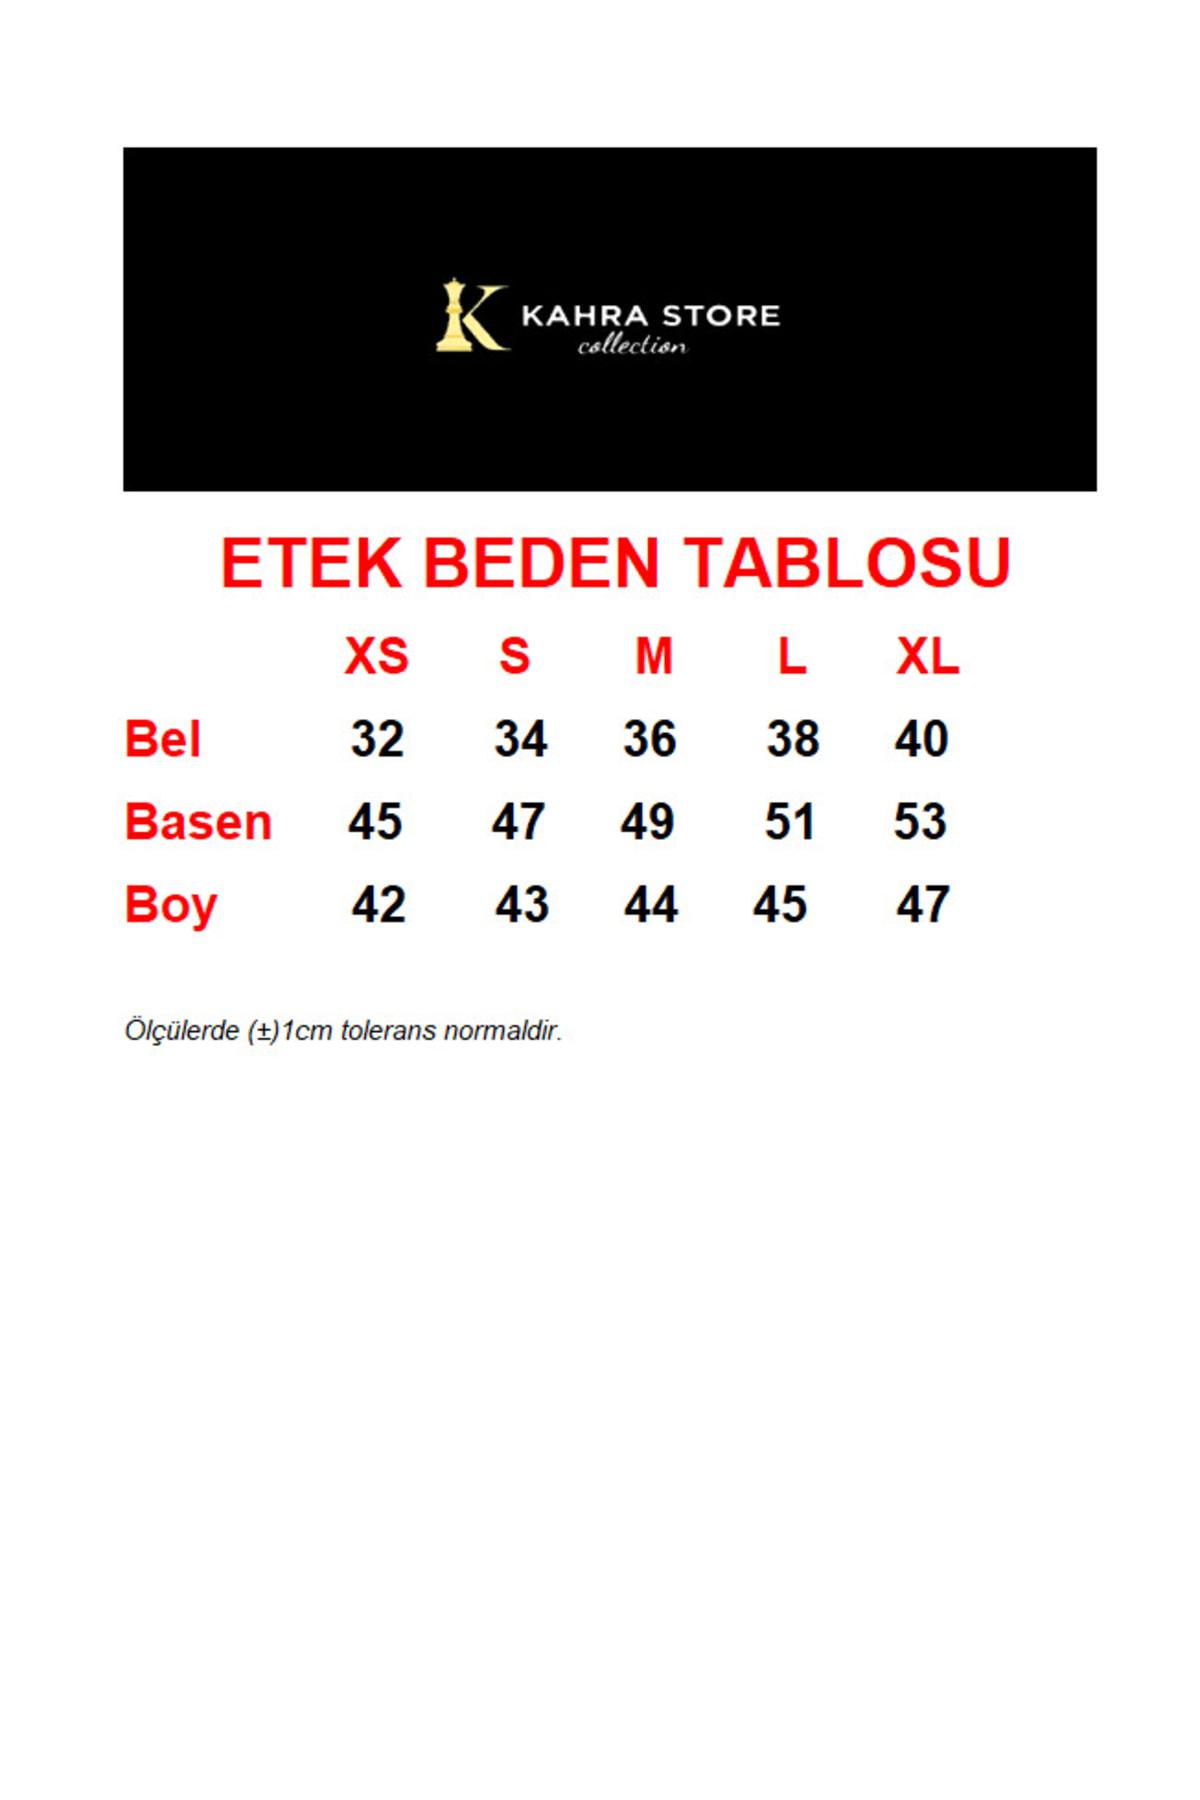 KAHRA STORE
collection
ETEK BEDEN TABLOSU
XS S M L XL
Bel 32 34 36 38 40
Basen 45 47 49 51 53
Boy 42 43 44 45 47
Ölçülerde (±)1cm tolerans normaldir.